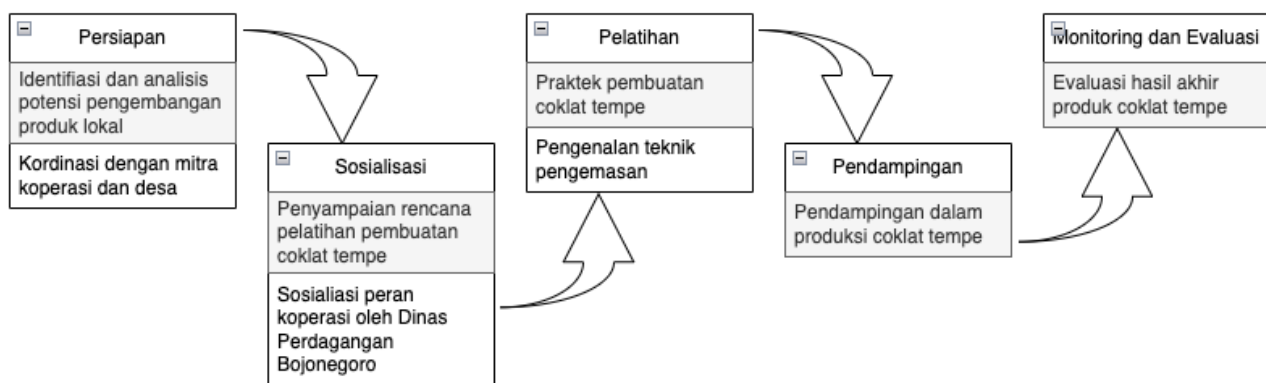 Persiapan
Identifiasi dan analisis
potensi pengembangan
produk lokal
Kordinasi dengan mitra
koperasi dan desa
Sosialisasi
Penyampaian rencana
pelatihan pembuatan
coklat tempe
Sosialiasi peran
koperasi oleh Dinas
Perdagangan
Bojonegoro
Pelatihan
Praktek pembuatan
coklat tempe
Pengenalan teknik
pengemasan
Pendampingan
Pendampingan dalam
produksi coklat tempe
Monitoring dan Evaluasi
Evaluasi hasil akhir
produk coklat tempe